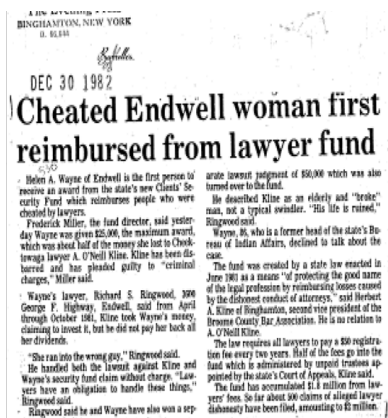 The Evening Press
BINGHAMTON, NEW YORK
DEC 30 1982
Cheated Endwell woman first
reimbursed from lawyer fund
Helen A. Wayne of Endwell is the first person to
receive an award from the state's new Clients' Se-
curity Fund which reimburses people who were
cheated by lawyers.
Frederick Miller, the fund director, said yester-
day Wayne was given $25,000, the maximum award,
which was about half of the money she lost to Cheek-
towaga lawyer A. O'Neill Kline. Kline has been dis-
barred and has pleaded guilty to "criminal
charges," Miller said.
Wayne's lawyer, Richard S. Ringwood,
George F. Highway, Endwell, said from April
through October 1981, Kline took Wayne's money,
claiming to invest it, but he did not pay her back all
her dividends.
"She ran into the wrong guy," Ringwood said.
He handled both the lawsuit against Kline and
Wayne's security fund claim without charge. "Law-
yers have an obligation to handle these things,"
Ringwood said.
Ringwood said he and Wayne have also won a sep-
arate lawsuit judgment of $50,000 which was also
turned over to the fund.
He described Kline as an elderly and "broke"
man, not a typical swindler. "His life is ruined,"
Ringwood said.
Wayne, who is a former head of the state's Bu-
reau of Indian Affairs, declined to talk about the
case.
The fund was created by a state law enacted in
June 1981 as a means "of protecting the good name
of the legal profession by reimbursing losses caused
by the dishonest conduct of attorneys," said Herbert
A. Kline of Binghamton, second vice president of the
Broome County Bar Association. He is no relation to
A. O'Neill Kline.
The law requires all lawyers to pay a $50 registra-
tion fee every two years. Half of the fees go into the
fund which is administered by unpaid trustees ap-
pointed by the state's Court of Appeals, Kline said.
The fund has accumulated $1.8 million from law-
yers' fees. So far about 500 claims of alleged lawyer
dishonesty have been filed, amounting to $2 million.